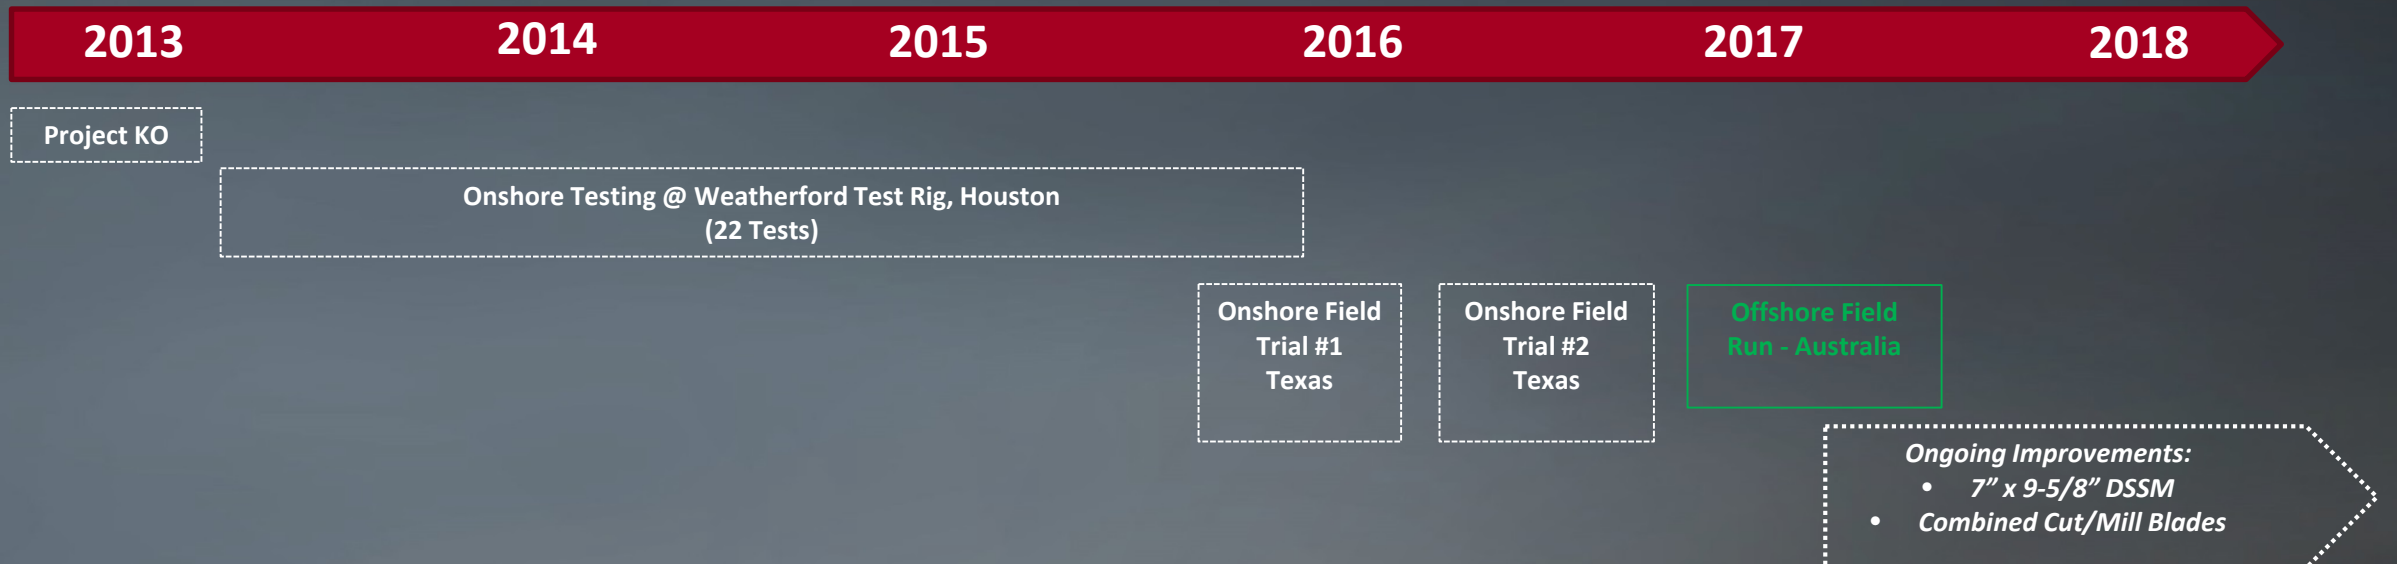 2013 2014 2015 2016 2017 2018
Project KO
Onshore Testing @ Weatherford Test Rig, Houston
(22 Tests)
Onshore Field
Trial #1
Texas
Onshore Field
Trial #2
Texas
Offshore Field
Run - Australia
Ongoing Improvements:
• 7” x 9-5/8” DSSM
• Combined Cut/Mill Blades